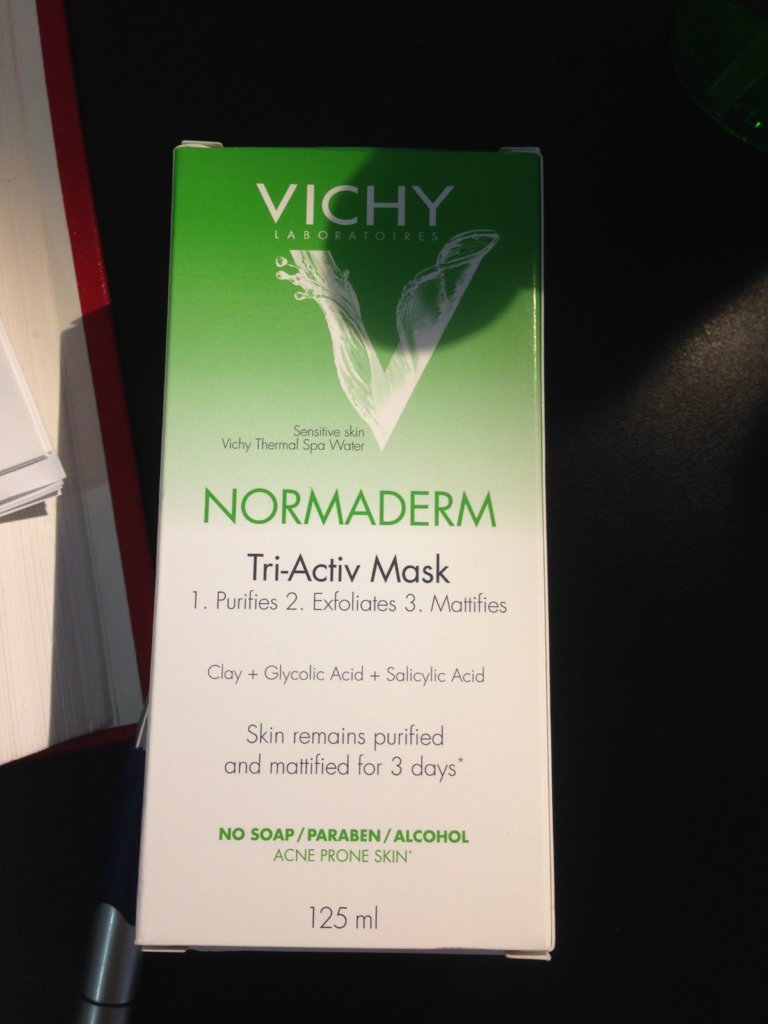 VICHY
LABORATOIRES
Sensitive skin
Vichy Thermal Spa Water
NORMADERM
Tri-Activ Mask
1. Purifies 2. Exfoliates 3. Mattifies
Clay + Glycolic Acid + Salicylic Acid
Skin remains purified
and mattified for 3 days*
NO SOAP / PARABEN / ALCOHOL
ACNE PRONE SKIN*
125 ml